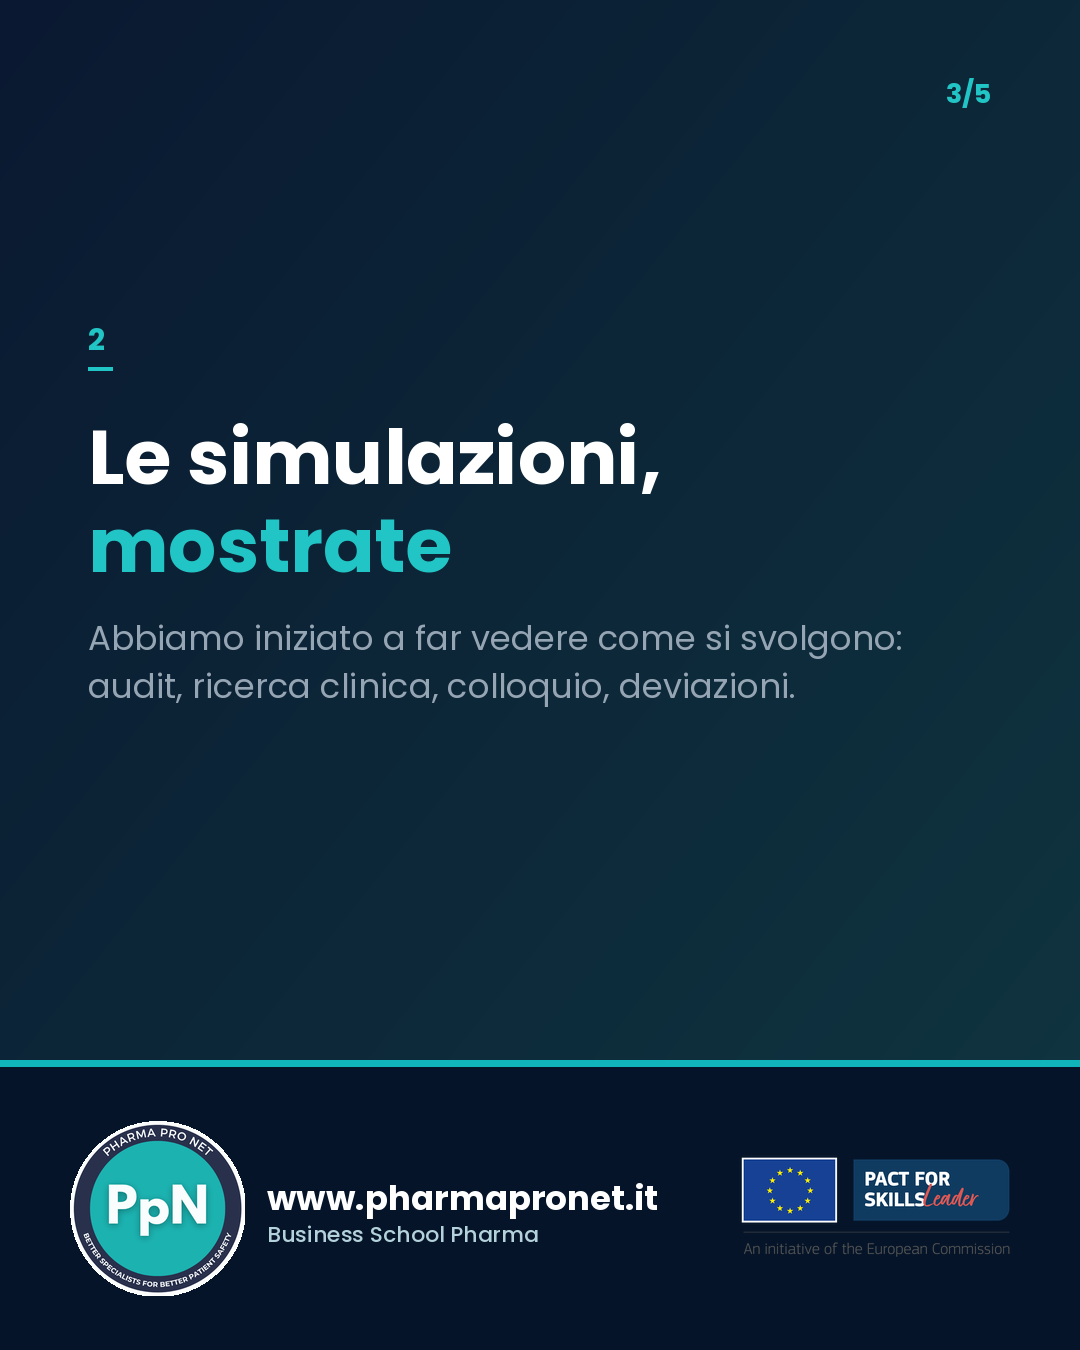 3/5
2
Le simulazioni,
mostrate
Abbiamo iniziato a far vedere come si svolgono:
audit, ricerca clinica, colloquio, deviazioni.
PHARMA PRO NET
PpN
BETTER SPECIALISTS FOR BETTER PATIENT SAFETY
www.pharmapronet.it
Business School Pharma
PACT FOR
SKILLS Leader
An initiative of the European Commission